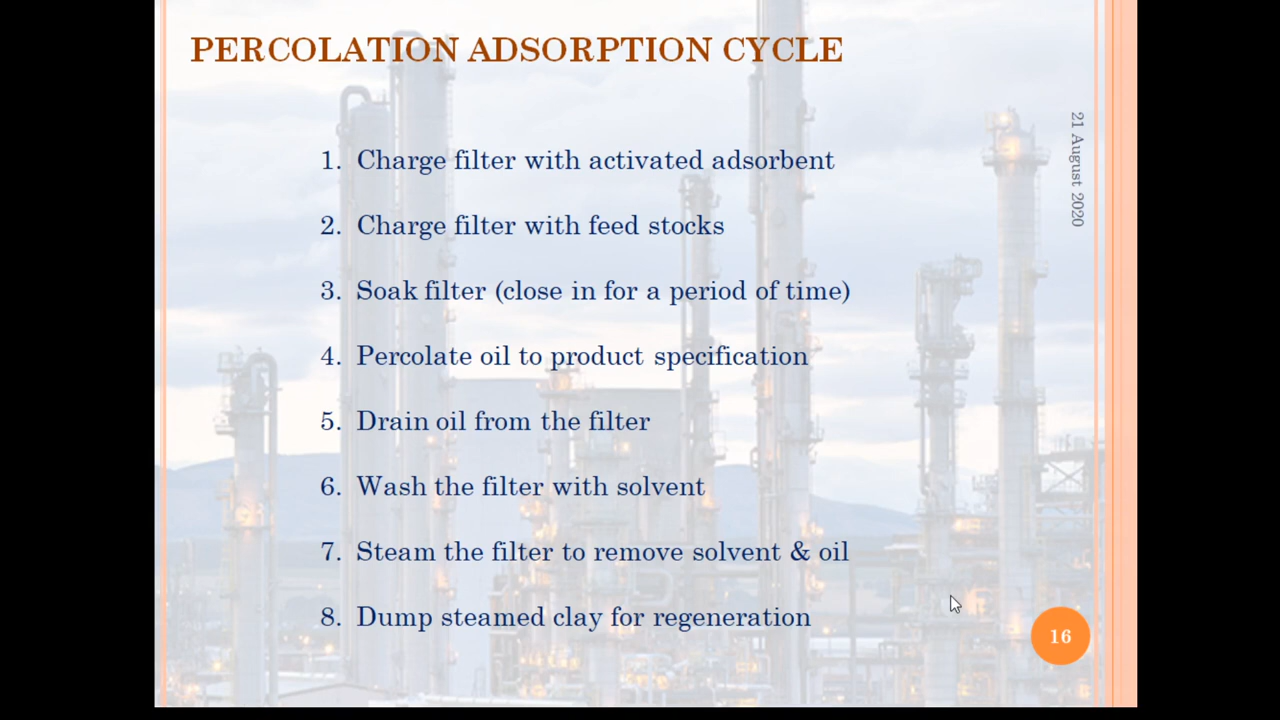 PERCOLATION ADSORPTION CYCLE
21 August 2020
1. Charge filter with activated adsorbent
2. Charge filter with feed stocks
3. Soak filter (close in for a period of time)
4. Percolate oil to product specification
5. Drain oil from the filter
6. Wash the filter with solvent
7. Steam the filter to remove solvent & oil
8. Dump steamed clay for regeneration
16